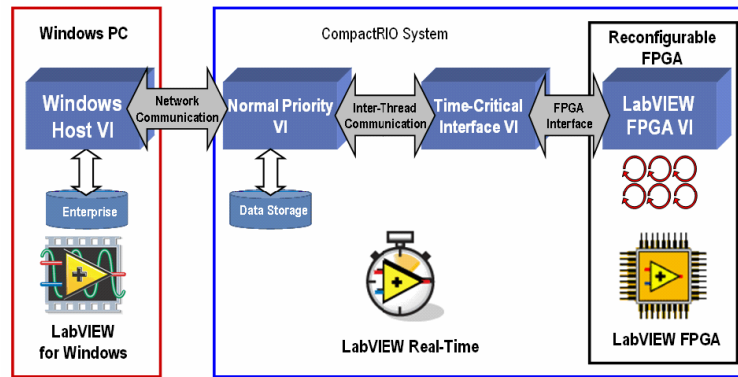 Windows PC
CompactRIO System
Reconfigurable
FPGA
Windows
Host VI
Network
Communication
Normal Priority
VI
Inter-Thread
Communication
Time-Critical
Interface VI
FPGA
Interface
LabVIEW
FPGA VI
Enterprise
Data Storage
LabVIEW
for Windows
LabVIEW Real-Time
LabVIEW FPGA